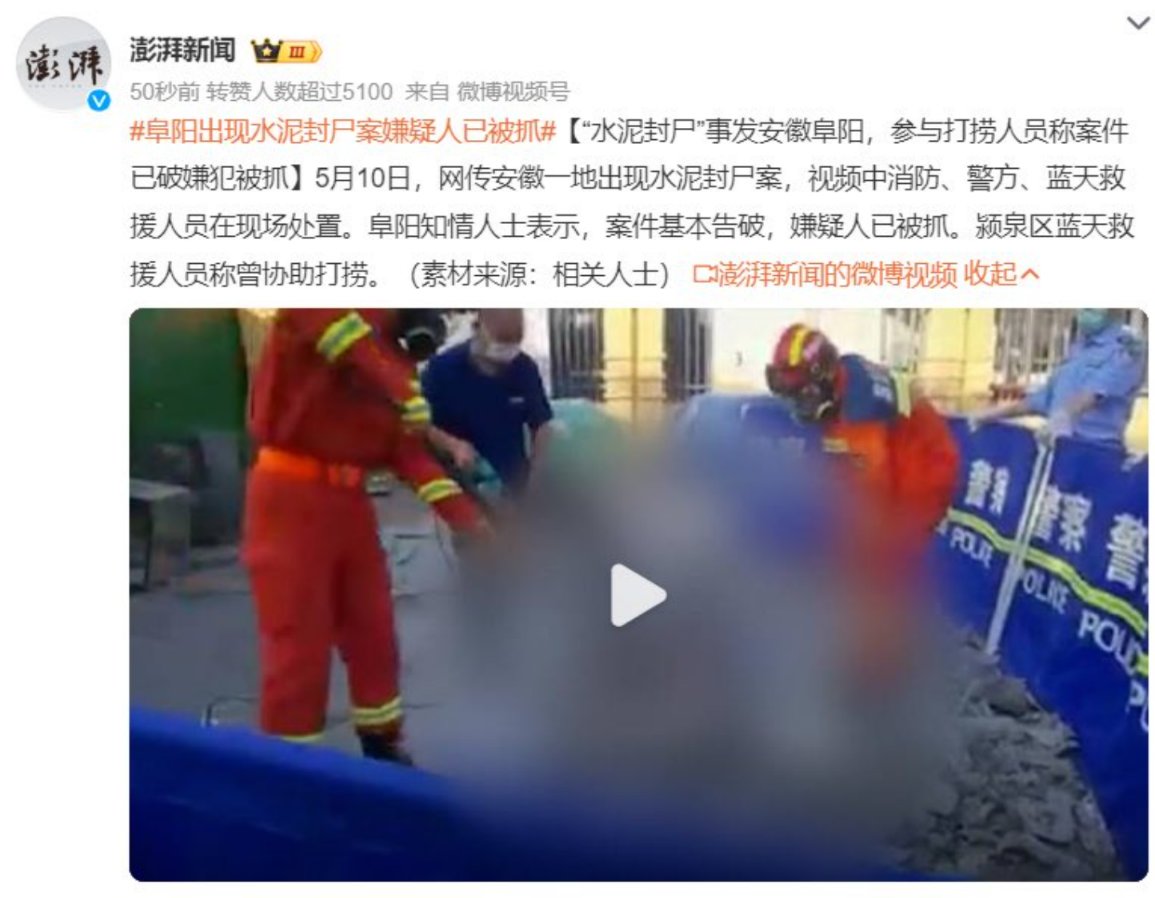 澎湃
澎湃新闻 III
50秒前 转赞人数超过5100 来自 微博视频号
#阜阳出现水泥封尸案嫌疑人已被抓#【“水泥封尸”事发安徽阜阳，参与打捞人员称案件
已破嫌犯被抓】5月10日，网传安徽一地出现水泥封尸案，视频中消防、警方、蓝天救
援人员在现场处置。阜阳知情人士表示，案件基本告破，嫌疑人已被抓。颍泉区蓝天救
援人员称曾协助打捞。（素材来源：相关人士） 澎湃新闻的微博视频 收起
警察
POLICE
警察
POLICE
警
POLI